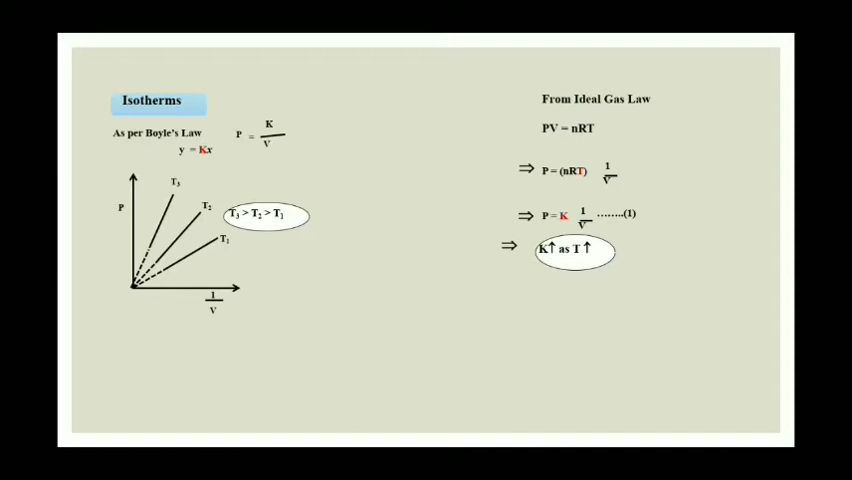 Isotherms
As per Boyle's Law P = K/V
y = Kx
P
T₃
T₂
T₁
T₃ > T₂ > T₁
1/V
From Ideal Gas Law
PV = nRT
⇒ P = (nRT) 1/V
⇒ P = K 1/V ........(1)
⇒ K↑ as T ↑